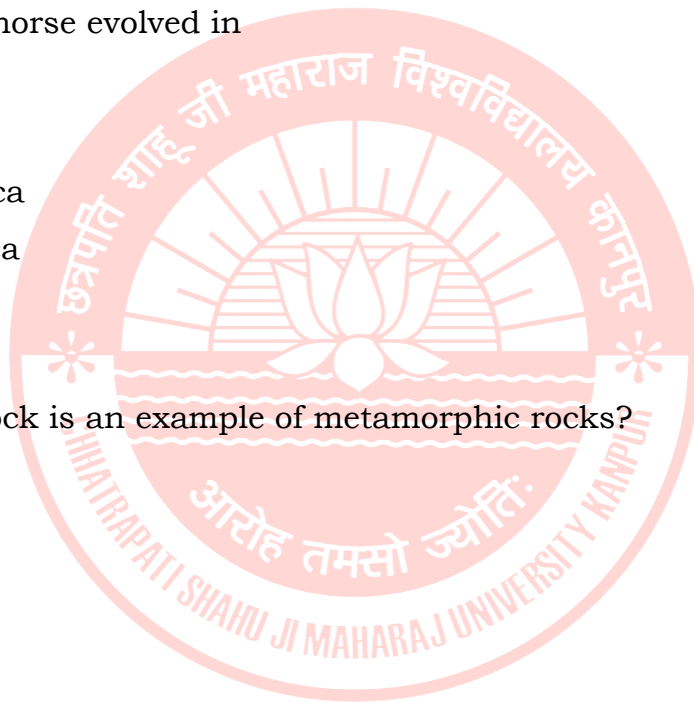 horse evolved in
छत्रपति शाहू जी महाराज विश्वविद्यालय कानपुर
ca
ca
ck is an example of metamorphic rocks?
आरोह तमसो ज्योतिः
CHHATRAPATI SHAHU JI MAHARAJ UNIVERSITY KANPUR